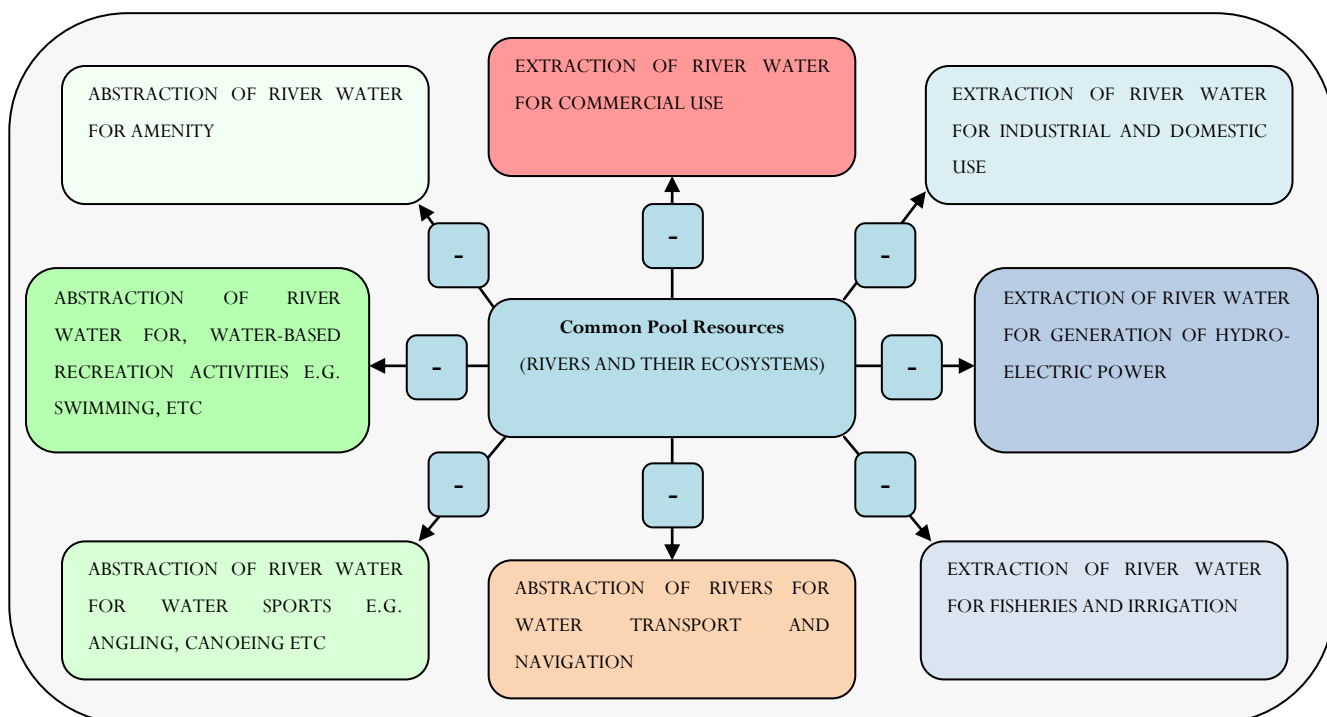 ABSTRACTION OF RIVER WATER
FOR AMENITY
EXTRACTION OF RIVER WATER
FOR COMMERCIAL USE
EXTRACTION OF RIVER WATER
FOR INDUSTRIAL AND DOMESTIC
USE
-
-
-
ABSTRACTION OF RIVER
WATER FOR, WATER-BASED
RECREATION ACTIVITIES E.G.
SWIMMING, ETC
-
Common Pool Resources
(RIVERS AND THEIR ECOSYSTEMS)
-
EXTRACTION OF RIVER WATER
FOR GENERATION OF HYDRO-
ELECTRIC POWER
-
-
-
ABSTRACTION OF RIVER WATER
FOR WATER SPORTS E.G.
ANGLING, CANOEING ETC
ABSTRACTION OF RIVERS FOR
WATER TRANSPORT AND
NAVIGATION
EXTRACTION OF RIVER WATER
FOR FISHERIES AND IRRIGATION